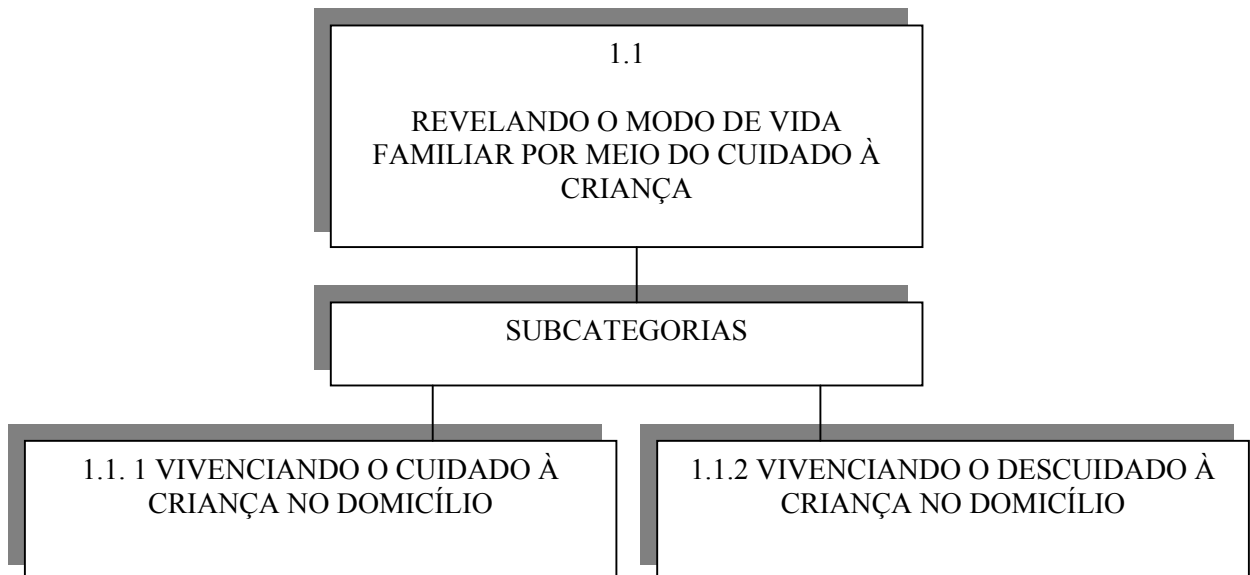 1.1
REVELANDO O MODO DE VIDA
FAMILIAR POR MEIO DO CUIDADO À
CRIANÇA
SUBCATEGORIAS
1.1. 1 VIVENCIANDO O CUIDADO À
CRIANÇA NO DOMICÍLIO
1.1.2 VIVENCIANDO O DESCUIDADO À
CRIANÇA NO DOMICÍLIO